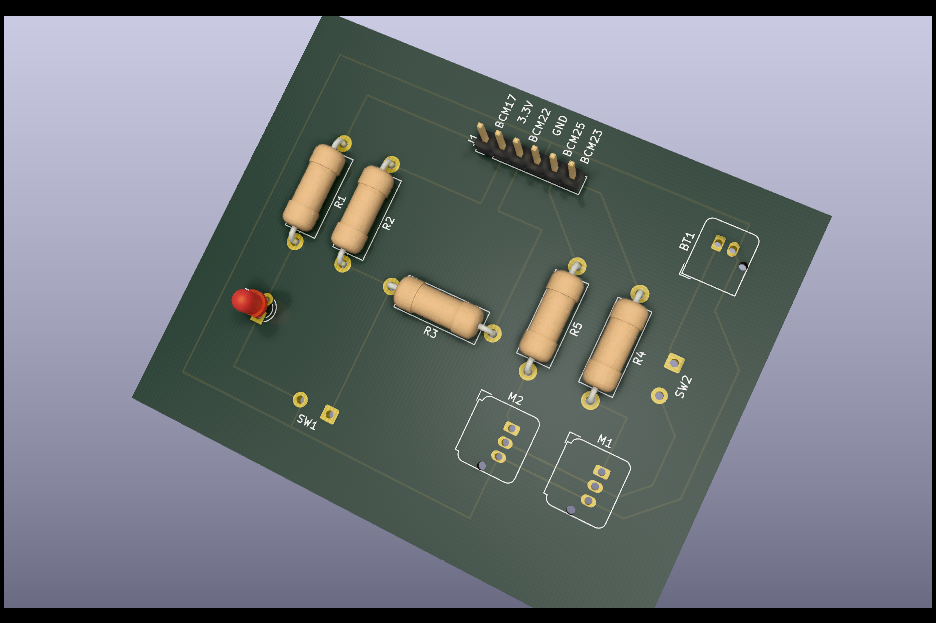 J1
BCM17
3.3V
BCM22
GND
BCM25
BCM23
R1
R2
BT1
R3
R5
R4
SW2
M2
SW1
M1